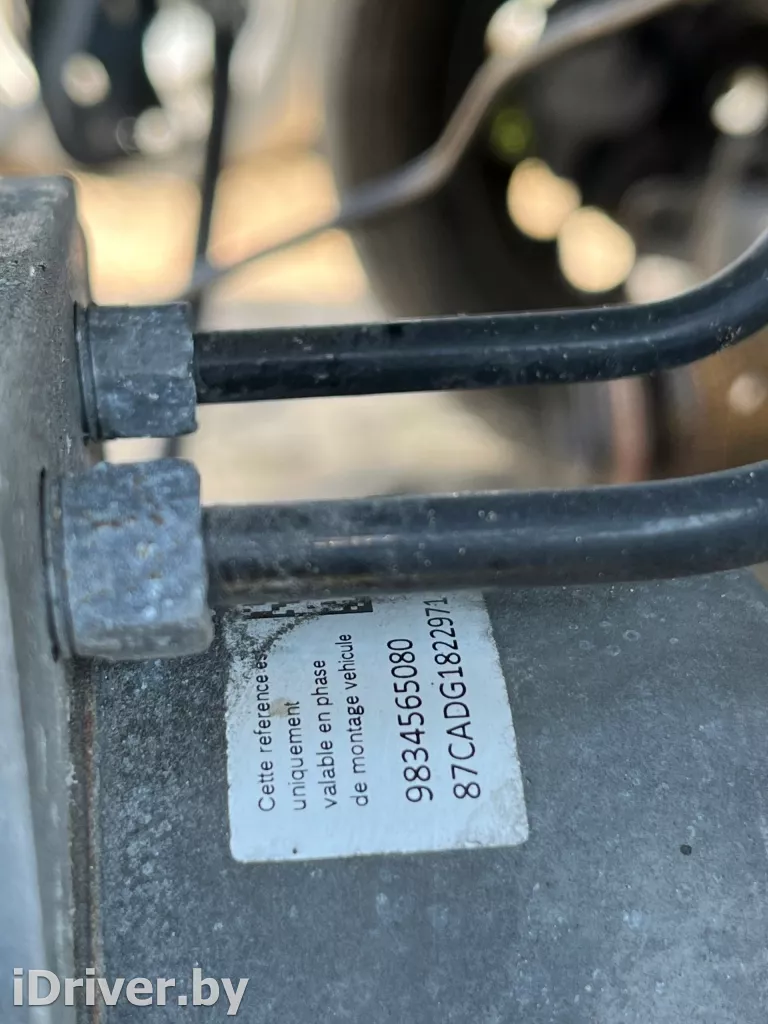 Cette reference es
uniquement
valable en phase
de montage vehicule
9834565080
87CADG1822971
iDriver.by